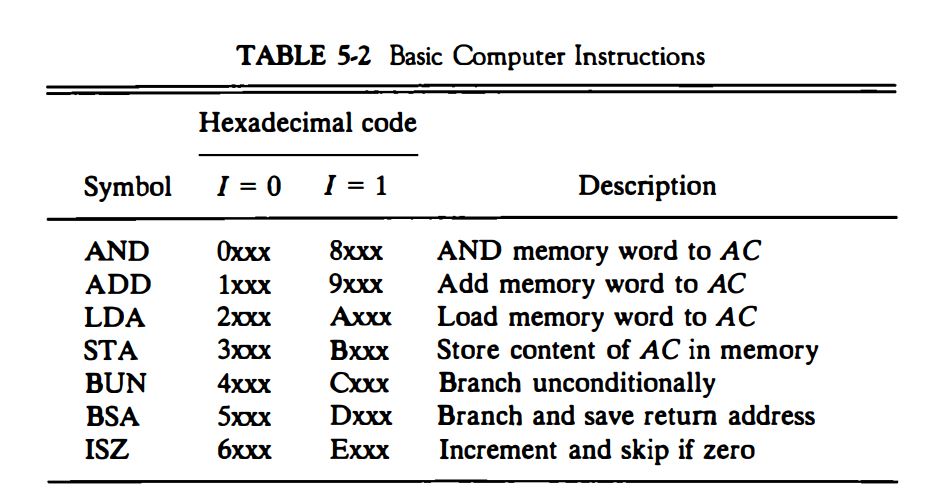 TABLE 5-2 Basic Computer Instructions
Hexadecimal code
Symbol I = 0 I = 1 Description
AND 0xxx 8xxx AND memory word to AC
ADD 1xxx 9xxx Add memory word to AC
LDA 2xxx Axxx Load memory word to AC
STA 3xxx Bxxx Store content of AC in memory
BUN 4xxx Cxxx Branch unconditionally
BSA 5xxx Dxxx Branch and save return address
ISZ 6xxx Exxx Increment and skip if zero